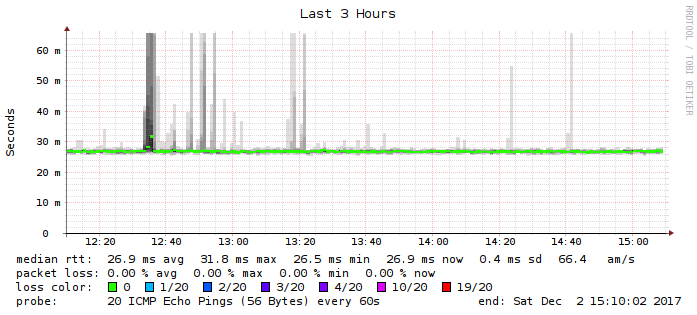 Last 3 Hours
RRDTOOL / TOBI OETIKER
Seconds
60 m
50 m
40 m
30 m
20 m
10 m
0
12:20 12:40 13:00 13:20 13:40 14:00 14:20 14:40 15:00
median rtt: 26.9 ms avg 31.8 ms max 26.5 ms min 26.9 ms now 0.4 ms sd 66.4 am/s
packet loss: 0.00 % avg 0.00 % max 0.00 % min 0.00 % now
loss color: 0 1/20 2/20 3/20 4/20 10/20 19/20
probe: 20 ICMP Echo Pings (56 Bytes) every 60s end: Sat Dec 2 15:10:02 2017